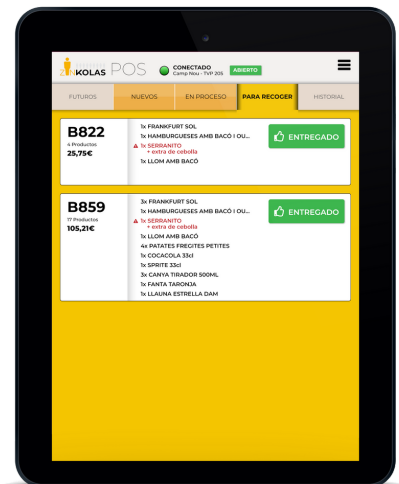 ZINKOLAS POS
CONECTADO
Camp Nou - TVP 205
ABIERTO
FUTUROS
NUEVOS
EN PROCESO
PARA RECOGER
HISTORIAL
B822
4 Productos
25,75€
1x FRANKFURT SOL
1x HAMBURGUESES AMB BACÓ I OU...
1x SERRANITO
+ extra de cebolla
1x LLOM AMB BACÓ
ENTREGADO
B859
17 Productos
105,21€
3x FRANKFURT SOL
1x HAMBURGUESES AMB BACÓ I OU...
1x SERRANITO
+ extra de cebolla
1x LLOM AMB BACÓ
4x PATATES FREGITES PETITES
1x COCACOLA 33cl
1x SPRITE 33cl
3x CANYA TIRADOR 500ML
1x FANTA TARONJA
1x LLAUNA ESTRELLA DAM
ENTREGADO